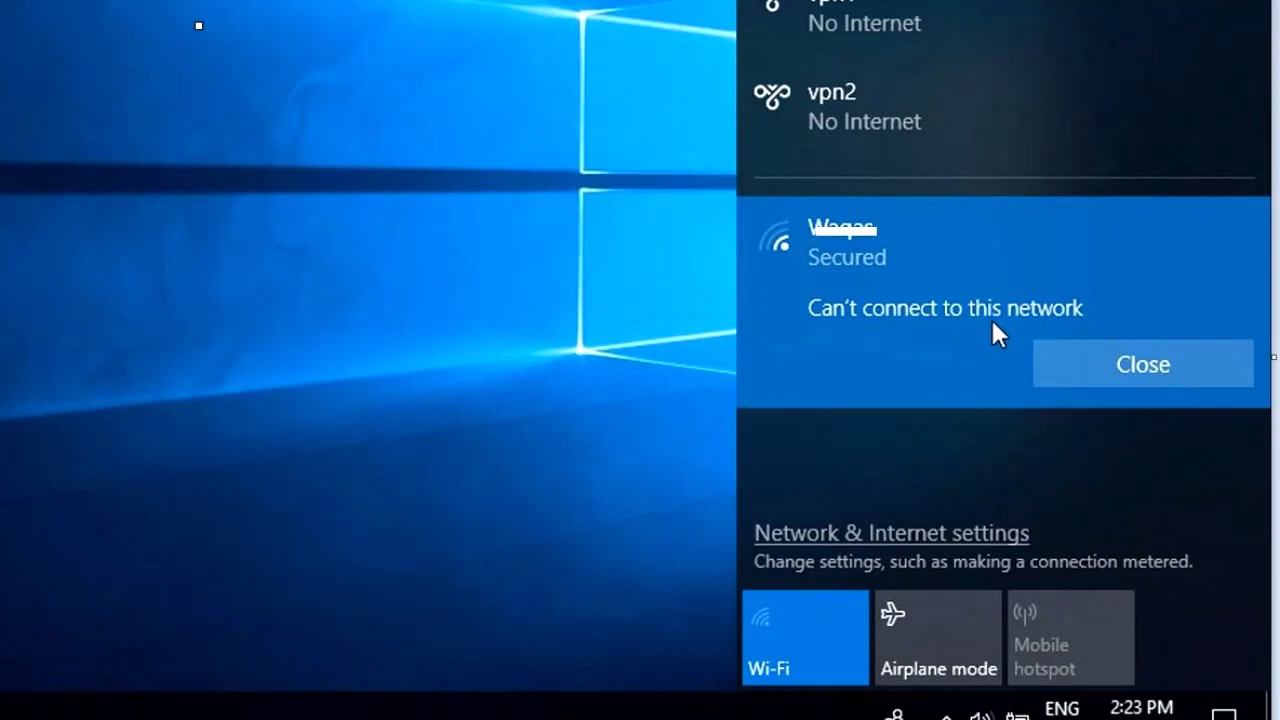 No Internet
vpn2
No Internet
Secured
Can't connect to this network
Close
Network & Internet settings
Change settings, such as making a connection metered.
Wi-Fi
Airplane mode
Mobile
hotspot
ENG
2:23 PM